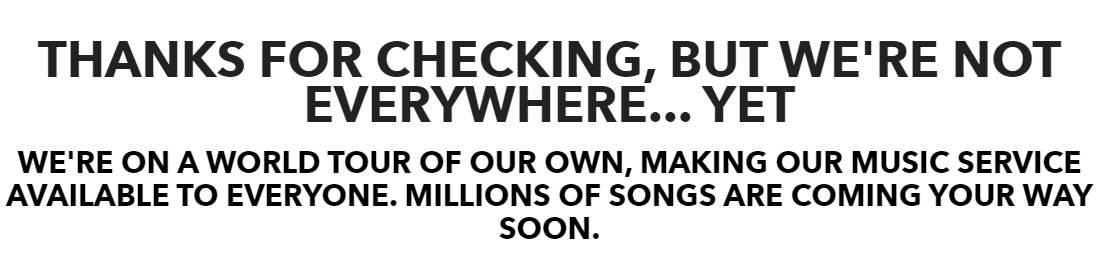 THANKS FOR CHECKING, BUT WE'RE NOT
EVERYWHERE... YET
WE'RE ON A WORLD TOUR OF OUR OWN, MAKING OUR MUSIC SERVICE
AVAILABLE TO EVERYONE. MILLIONS OF SONGS ARE COMING YOUR WAY
SOON.